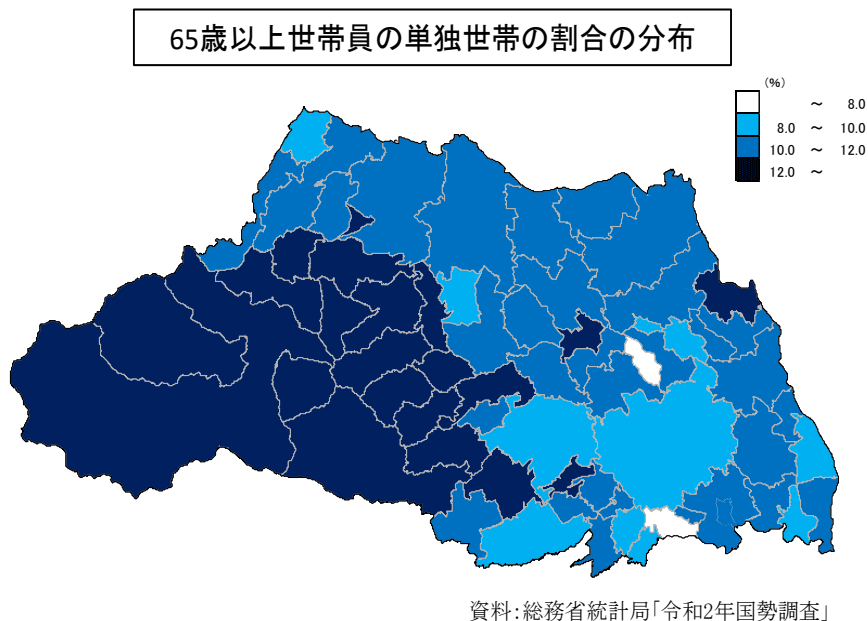 65歳以上世帯員の単独世帯の割合の分布
(%)
～ 8.0
8.0 ～ 10.0
10.0 ～ 12.0
12.0 ～
資料:総務省統計局「令和2年国勢調査」